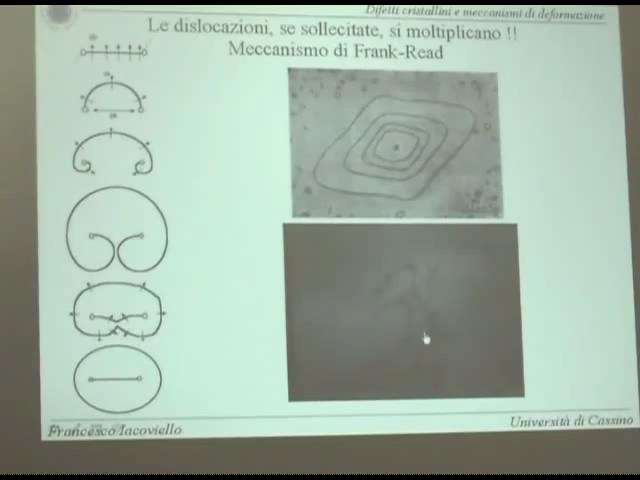 Difetti cristallini e meccanismi di deformazione
Le dislocazioni, se sollecitate, si moltiplicano !!
Meccanismo di Frank-Read
Francesco Iacoviello
Università di Cassino